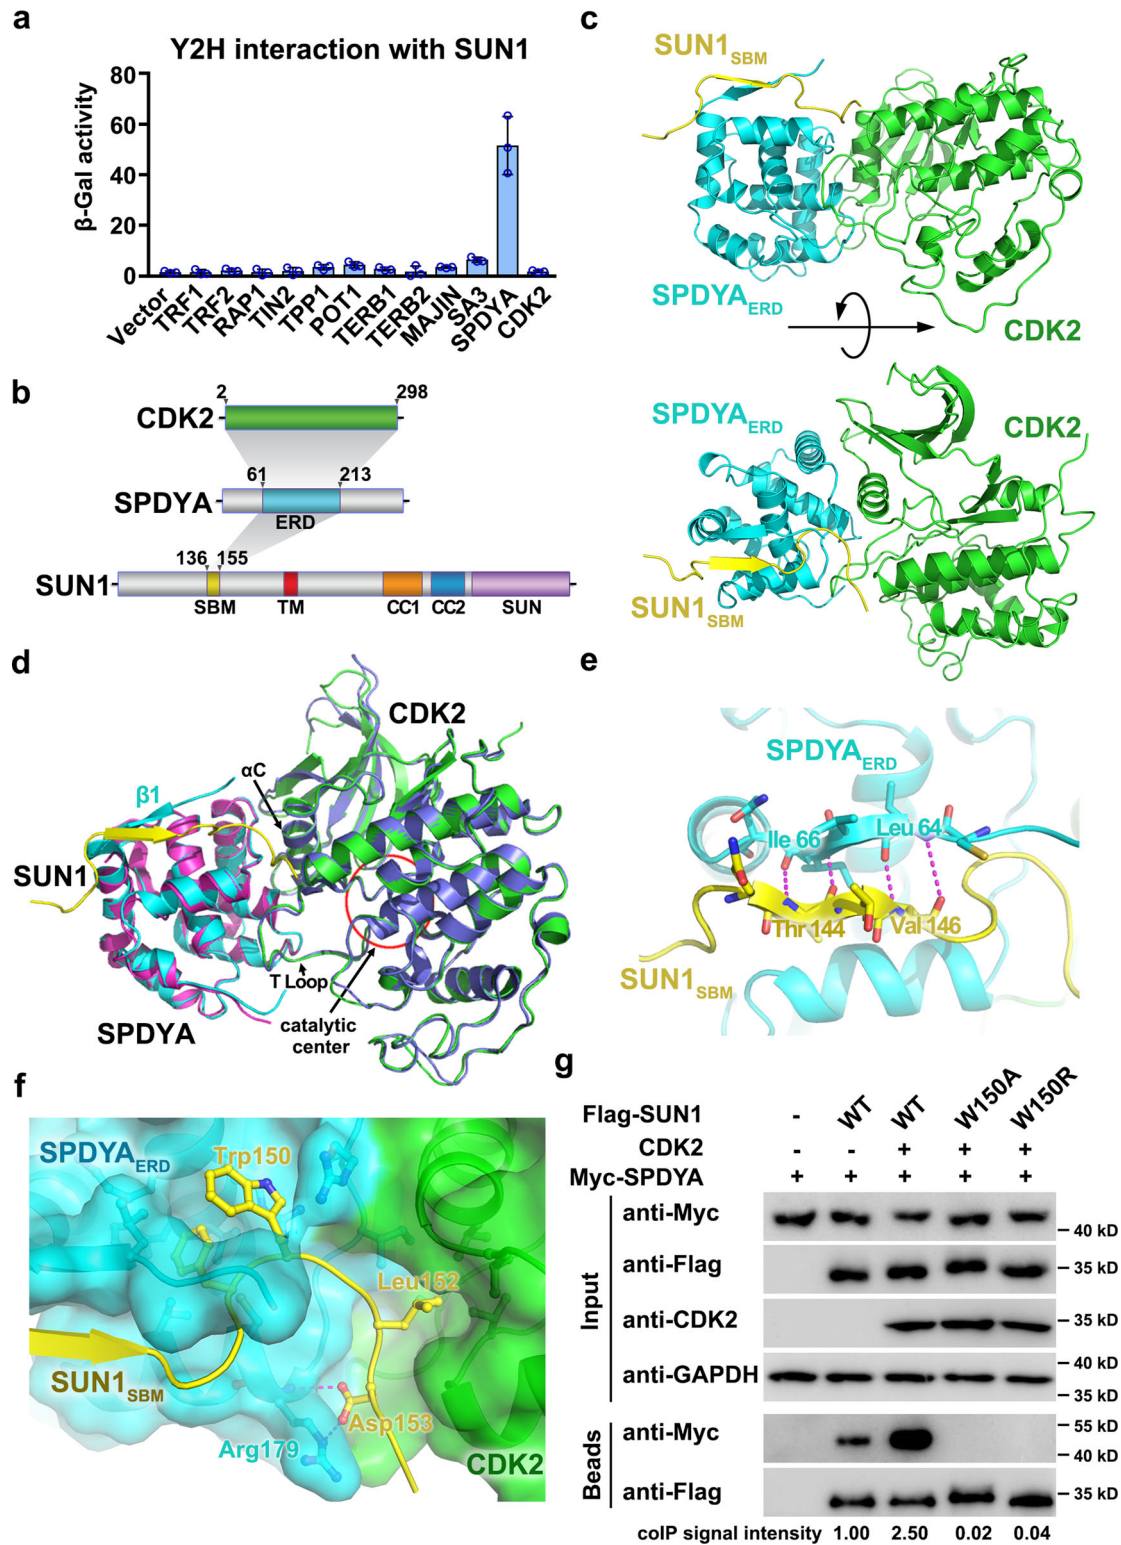 a
Y2H interaction with SUN1
β-Gal activity
80
60
40
20
0
Vector
TRF1
TRF2
RAP1
TIN2
TPP1
POT1
TERB1
TERB2
MAJIN
SA3
SPDYA
CDK2
b
2 298
CDK2
61 213
SPDYA
ERD
136 155
SUN1
SBM TM CC1 CC2 SUN
c
SUN1SBM
SPDYAERD
CDK2
SPDYAERD
CDK2
SUN1SBM
d
CDK2
αC
β1
SUN1
T Loop
SPDYA
catalytic
center
e
SPDYAERD
Ile 66 Leu 64
Thr 144 Val 146
SUN1SBM
f
SPDYAERD
Trp150
Leu152
SUN1SBM
Asp153
Arg179
CDK2
g
Flag-SUN1 - WT WT W150A W150R
CDK2 - - + + +
Myc-SPDYA + + + + +
Input
anti-Myc 40 kD
anti-Flag 35 kD
anti-CDK2 35 kD
anti-GAPDH 40 kD
35 kD
Beads
anti-Myc 55 kD
40 kD
anti-Flag 35 kD
coIP signal intensity 1.00 2.50 0.02 0.04